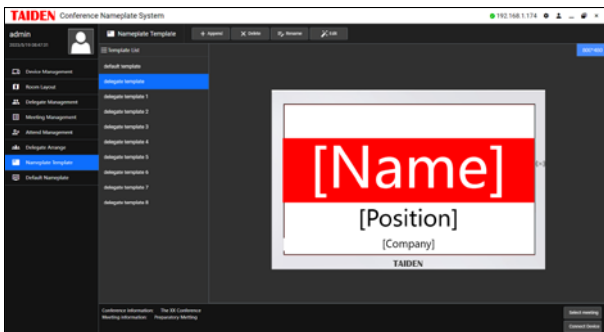 TAIDEN Conference Nameplate System
192.168.1.174
admin
Nameplate Template
Append
Delete
Rename
Edit
Template List
Device Management
Room Layout
Delegate Management
Meeting Management
Attend Management
Delegate Arrange
Nameplate Template
Default Nameplate
default template
delegate template
delegate template 1
delegate template 2
delegate template 3
delegate template 4
delegate template 5
delegate template 6
delegate template 7
delegate template 8
[Name]
[Position]
[Company]
TAIDEN
Conference information: The XX Conference
Meeting information: Preparatory Metting
Select meeting
Connect Device